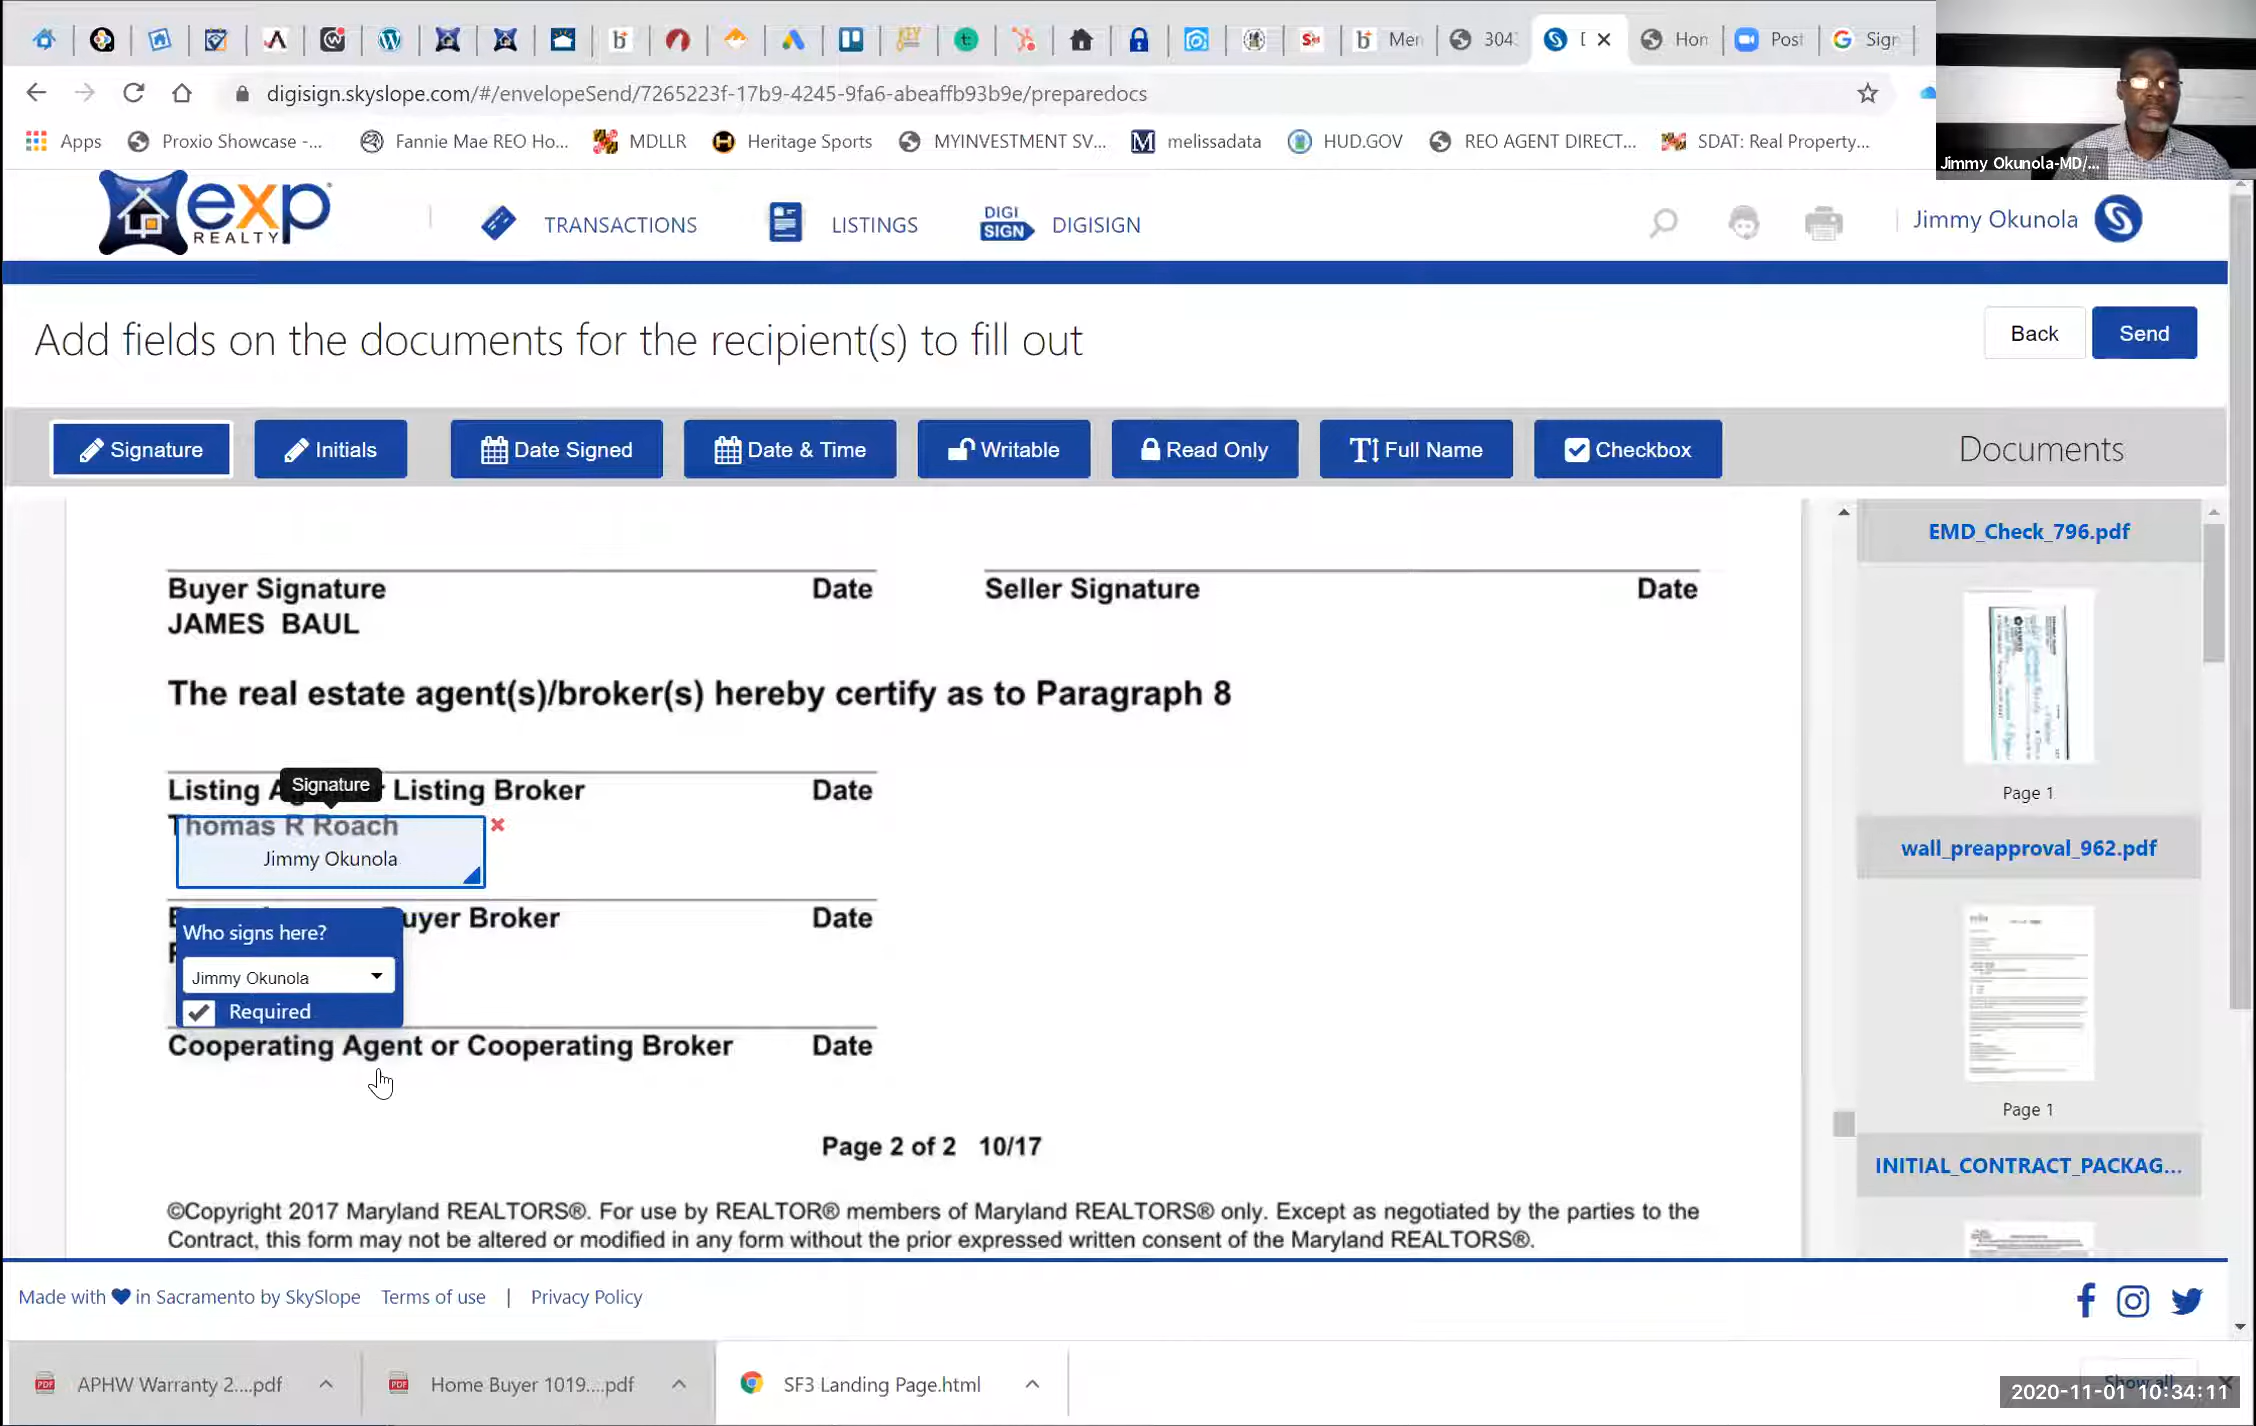 Men
304
Hon
Post
Sign
digisign.skyslope.com/#/envelopeSend/7265223f-17b9-4245-9fa6-abeaffb93b9e/preparedocs
Apps Proxio Showcase -... Fannie Mae REO Ho... MDLLR Heritage Sports MYINVESTMENT SV... melissadata HUD.GOV REO AGENT DIRECT... SDAT: Real Property...
Jimmy Okunola-MD/...
exp REALTY
TRANSACTIONS LISTINGS DIGI SIGN DIGISIGN
Jimmy Okunola
Add fields on the documents for the recipient(s) to fill out
Back Send
Signature Initials Date Signed Date & Time Writable Read Only Full Name Checkbox
Documents
Buyer Signature Date Seller Signature Date
JAMES BAUL
The real estate agent(s)/broker(s) hereby certify as to Paragraph 8
Signature
Listing A Listing Broker Date
Thomas R Roach
Jimmy Okunola
uyer Broker Date
Who signs here?
Jimmy Okunola
Required
Cooperating Agent or Cooperating Broker Date
Page 2 of 2 10/17
©Copyright 2017 Maryland REALTORS®. For use by REALTOR® members of Maryland REALTORS® only. Except as negotiated by the parties to the
Contract, this form may not be altered or modified in any form without the prior expressed written consent of the Maryland REALTORS®.
EMD_Check_796.pdf
Page 1
wall_preapproval_962.pdf
Page 1
INITIAL_CONTRACT_PACKAG...
Made with in Sacramento by SkySlope Terms of use | Privacy Policy
APHW Warranty 2....pdf Home Buyer 1019....pdf SF3 Landing Page.html
Show all
2020-11-01 10:34:11